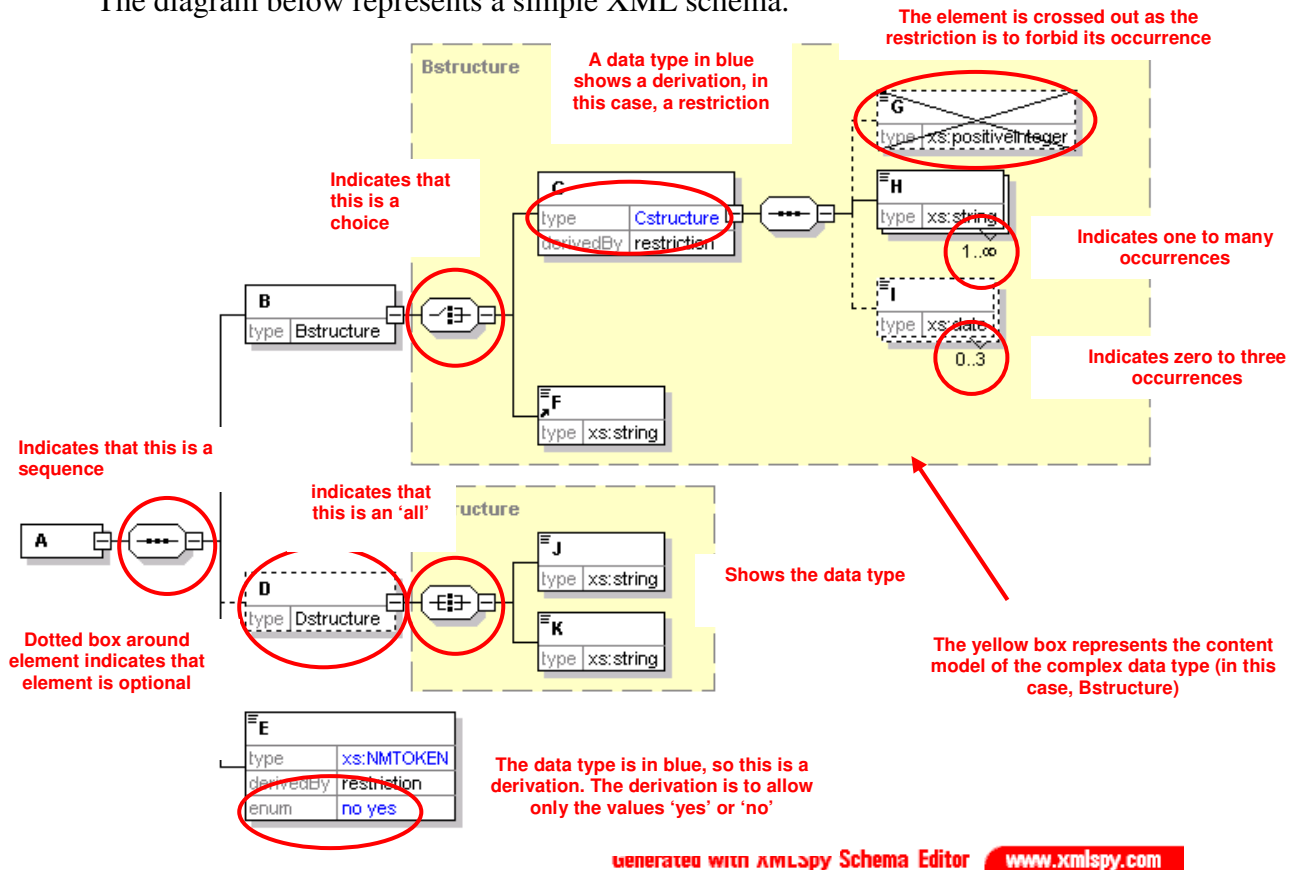 The diagram below represents a simple XML schema.
The element is crossed out as the
restriction is to forbid its occurrence
Bstructure
A data type in blue
shows a derivation, in
this case, a restriction
G
type xs:positiveInteger
Indicates that
this is a
choice
C
type Cstructure
derivedBy restriction
H
type xs:string
1..∞
Indicates one to many
occurrences
B
type Bstructure
I
type xs:date
0..3
Indicates zero to three
occurrences
F
type xs:string
Indicates that this is a
sequence
indicates that
this is an ‘all’
ucture
A
J
type xs:string
Shows the data type
D
type Dstructure
K
type xs:string
Dotted box around
element indicates that
element is optional
The yellow box represents the content
model of the complex data type (in this
case, Bstructure)
E
type xs:NMTOKEN
derivedBy restriction
enum no yes
The data type is in blue, so this is a
derivation. The derivation is to allow
only the values ‘yes’ or ‘no’
Generated with XMLSpy Schema Editor www.xmlspy.com